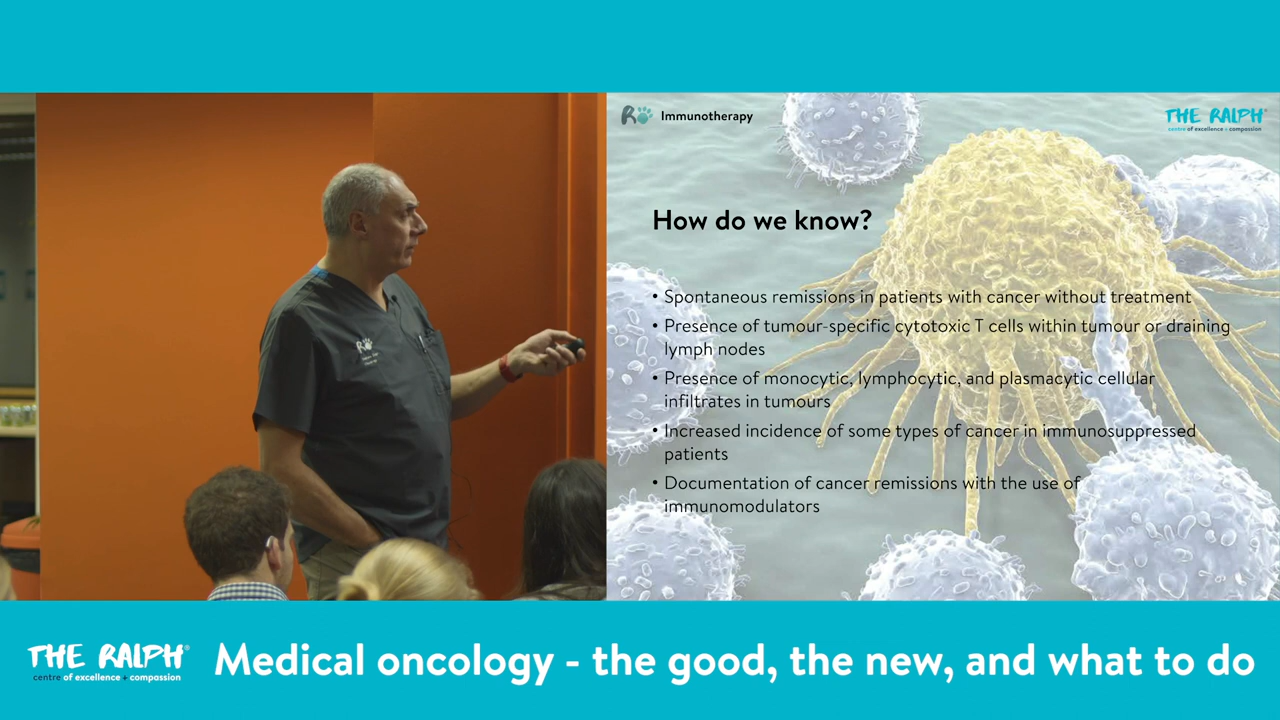 R Immunotherapy
THE RALPH®
centre of excellence + compassion
How do we know?
• Spontaneous remissions in patients with cancer without treatment
• Presence of tumour-specific cytotoxic T cells within tumour or draining
lymph nodes
• Presence of monocytic, lymphocytic, and plasmacytic cellular
infiltrates in tumours
• Increased incidence of some types of cancer in immunosuppressed
patients
• Documentation of cancer remissions with the use of
immunomodulators
R
THE RALPH®
centre of excellence + compassion
Medical oncology - the good, the new, and what to do